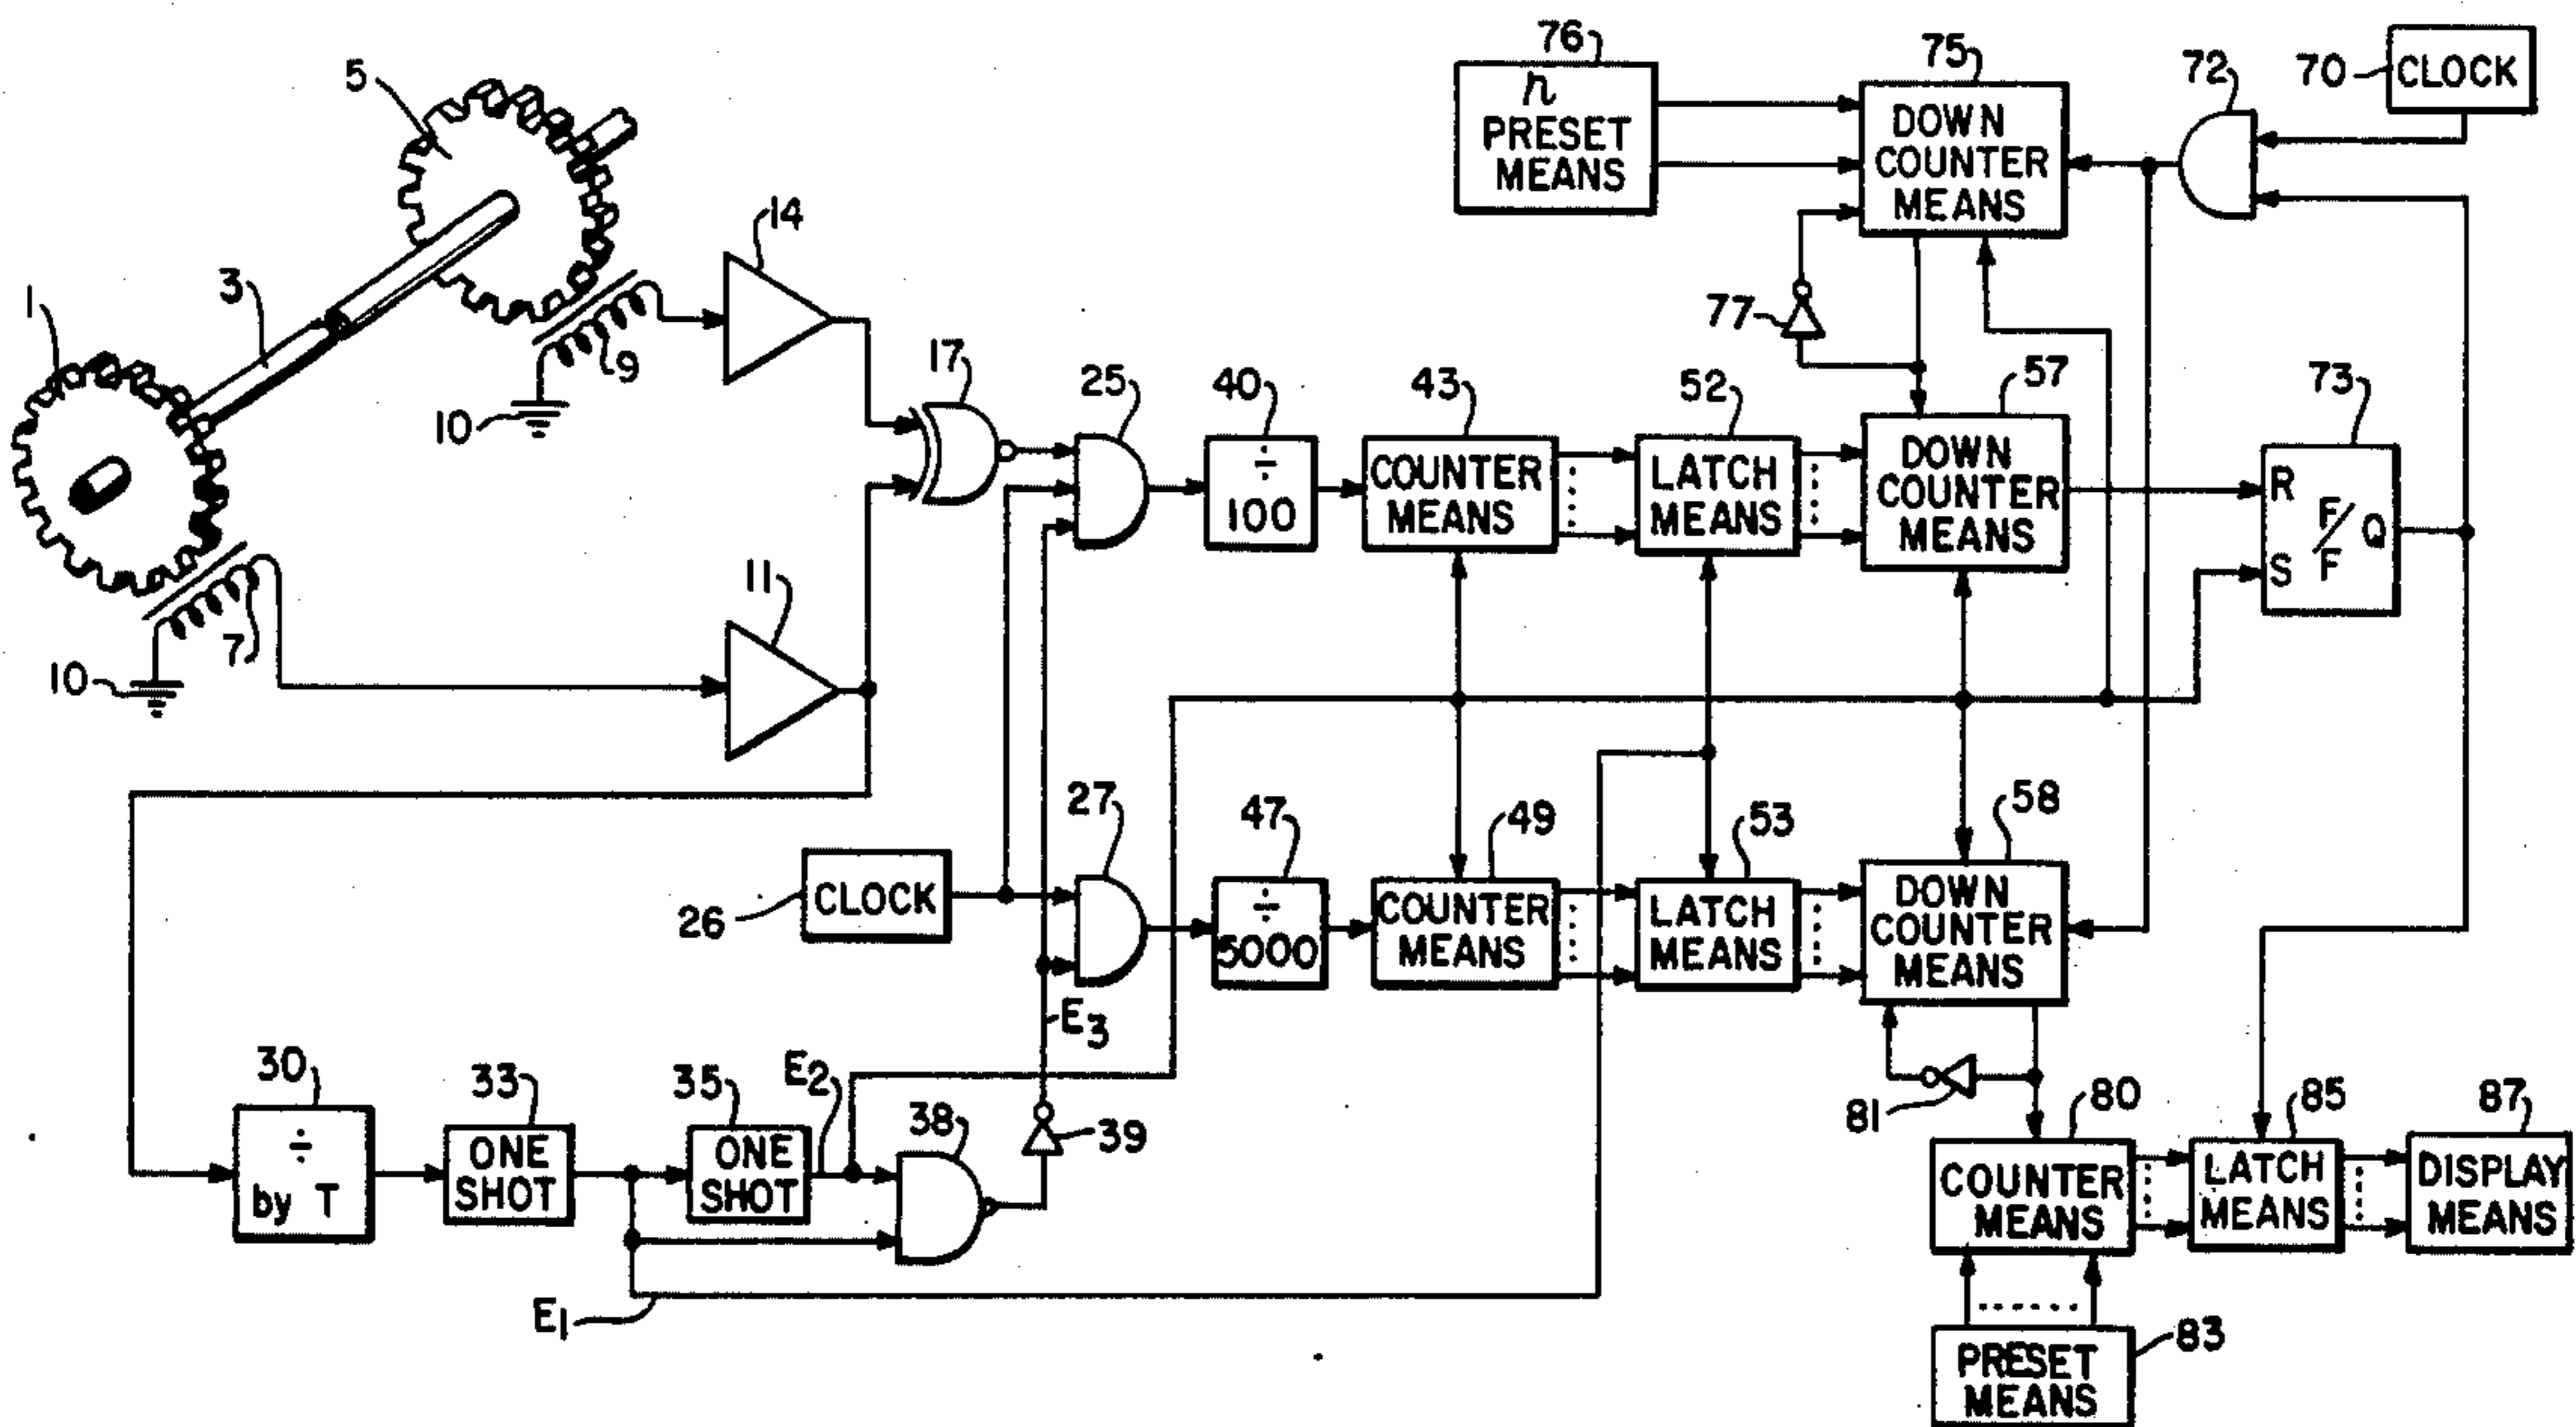 76
n
PRESET
MEANS
75
DOWN
COUNTER
MEANS
72
70
CLOCK
5
14
3
1
9
10
17
25
77
40
÷
100
43
COUNTER
MEANS
52
LATCH
MEANS
57
DOWN
COUNTER
MEANS
73
R
S
F/F
Q
7
10
11
27
26
CLOCK
47
÷
5000
49
COUNTER
MEANS
53
LATCH
MEANS
58
DOWN
COUNTER
MEANS
E3
30
÷
by T
33
ONE
SHOT
35
ONE
SHOT
E2
38
39
E1
81
80
COUNTER
MEANS
85
LATCH
MEANS
87
DISPLAY
MEANS
83
PRESET
MEANS